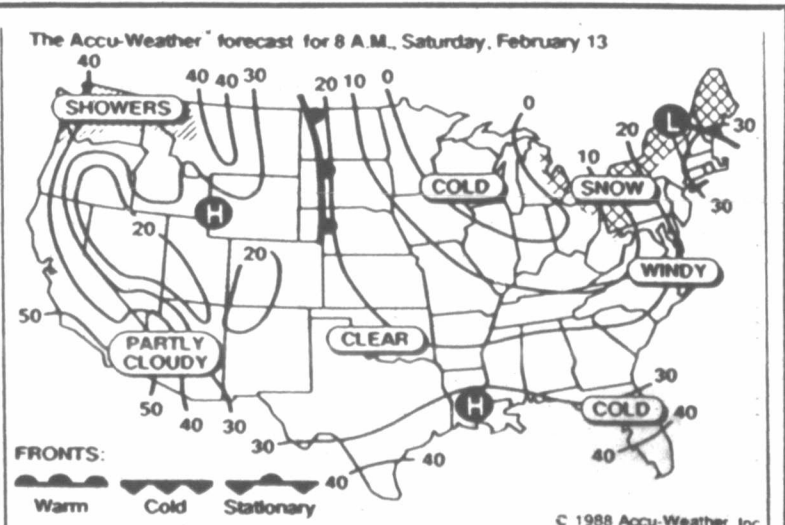 The Accu-Weather® forecast for 8 A.M., Saturday, February 13
40
40 40 30
20 10 0
0
SHOWERS
20
30
10
COLD
SNOW
L
30
H
20
20
WINDY
50
PARTLY
CLOUDY
CLEAR
50 40 30
H
30
COLD
40
30
40
40
40
FRONTS:
Warm Cold Stationary
© 1988 Accu-Weather, Inc.